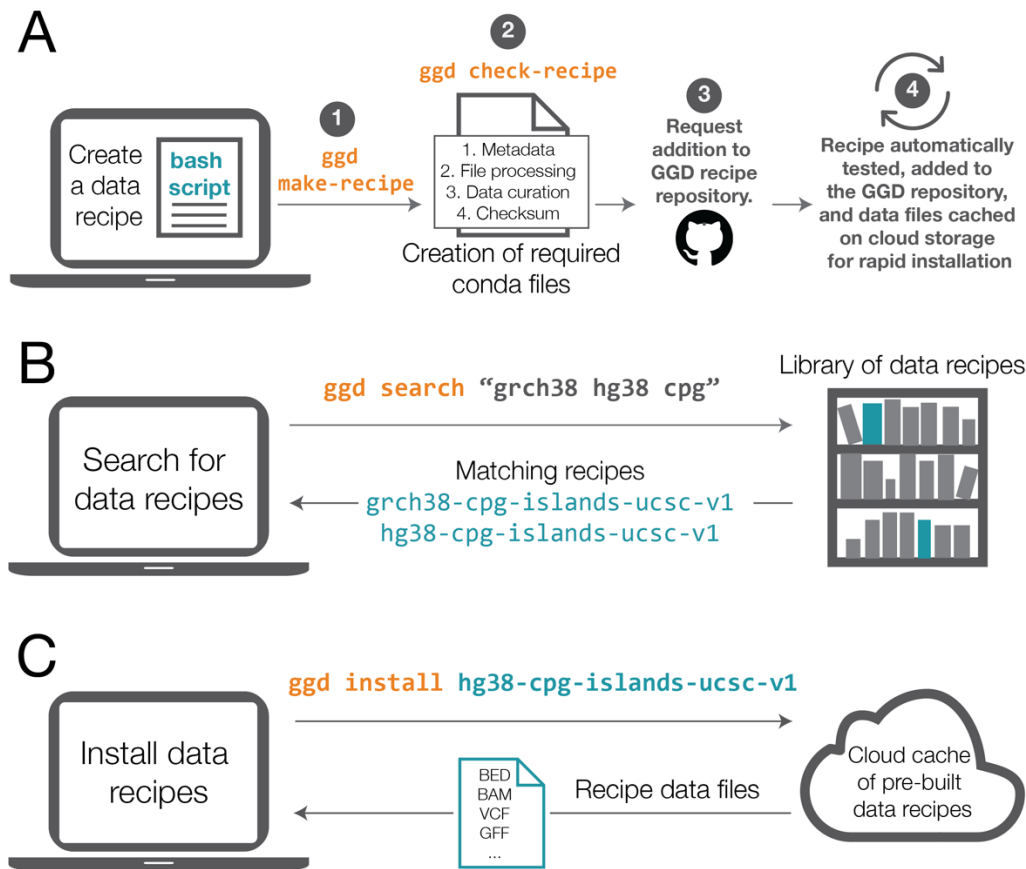 A
Create
a data
recipe
bash
script
1
ggd
make-recipe
2
ggd check-recipe
1. Metadata
2. File processing
3. Data curation
4. Checksum
Creation of required
conda files
3
Request
addition to
GGD recipe
repository.
4
Recipe automatically
tested, added to
the GGD repository,
and data files cached
on cloud storage
for rapid installation
B
Search for
data recipes
ggd search “grch38 hg38 cpg”
Matching recipes
grch38-cpg-islands-ucsc-v1
hg38-cpg-islands-ucsc-v1
Library of data recipes
C
Install data
recipes
ggd install hg38-cpg-islands-ucsc-v1
BED
BAM
VCF
GFF
...
Recipe data files
Cloud cache
of pre-built
data recipes